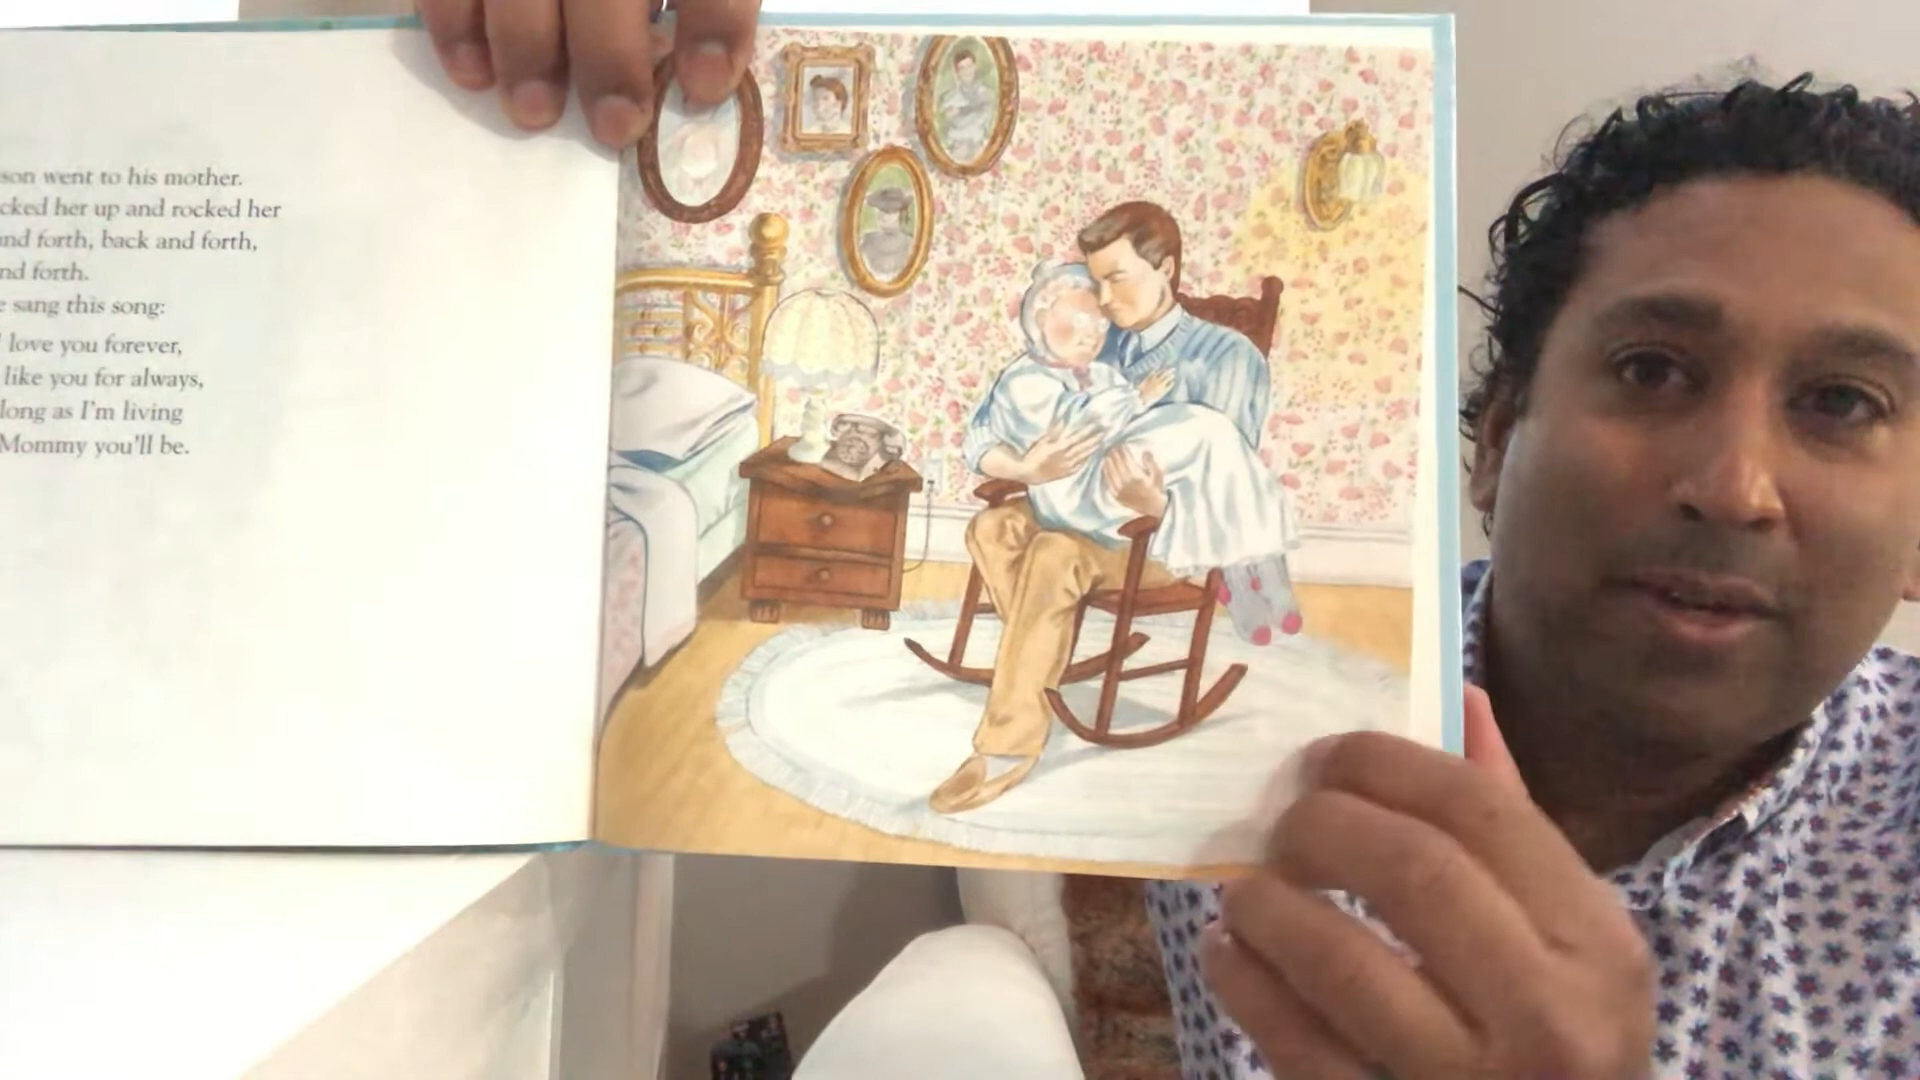 son went to his mother.
cked her up and rocked her
nd forth, back and forth,
nd forth.
e sang this song:
love you forever,
like you for always,
long as I'm living
Mommy you'll be.